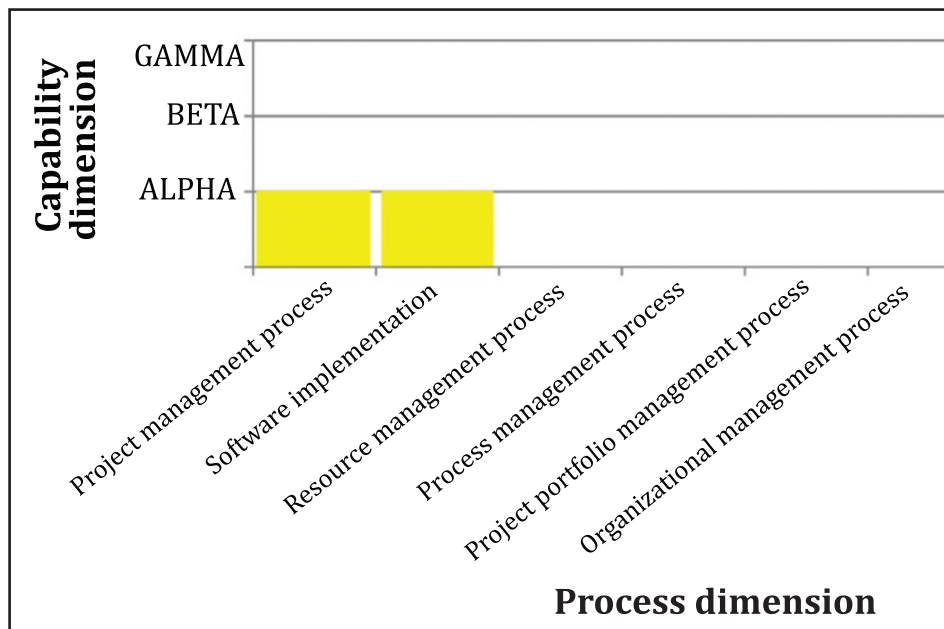 Capability
dimension
GAMMA
BETA
ALPHA
Project management process
Software implementation
Resource management process
Process management process
Project portfolio management process
Organizational management process
Process dimension